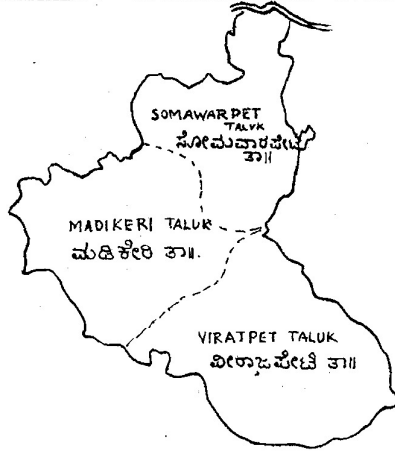 SOMAWARPET
TALUK
ಸೋಮವಾರಪೇಟೆ
ತಾ॥
MADIKERI TALUK
ಮಡಿಕೇರಿ ತಾ॥.
VIRATPET TALUK
ವೀರಾಜಪೇಟೆ ತಾ॥